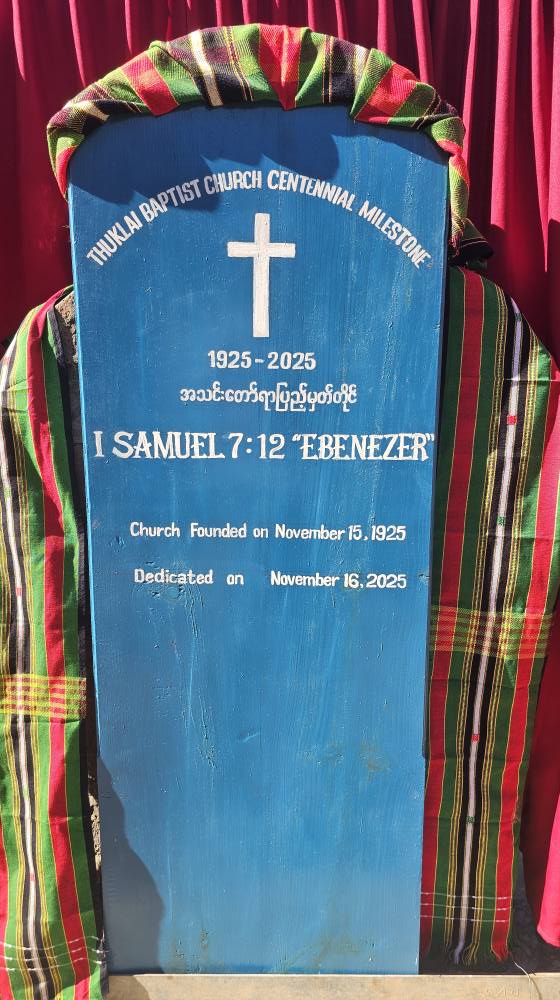 THUKLAI BAPTIST CHURCH CENTENNIAL MILESTONE
1925-2025
အသင်းတော်ရာပြည့်မှတ်တိုင်
I SAMUEL 7:12 "EBENEZER"
Church Founded on November 15, 1925
Dedicated on November 16, 2025